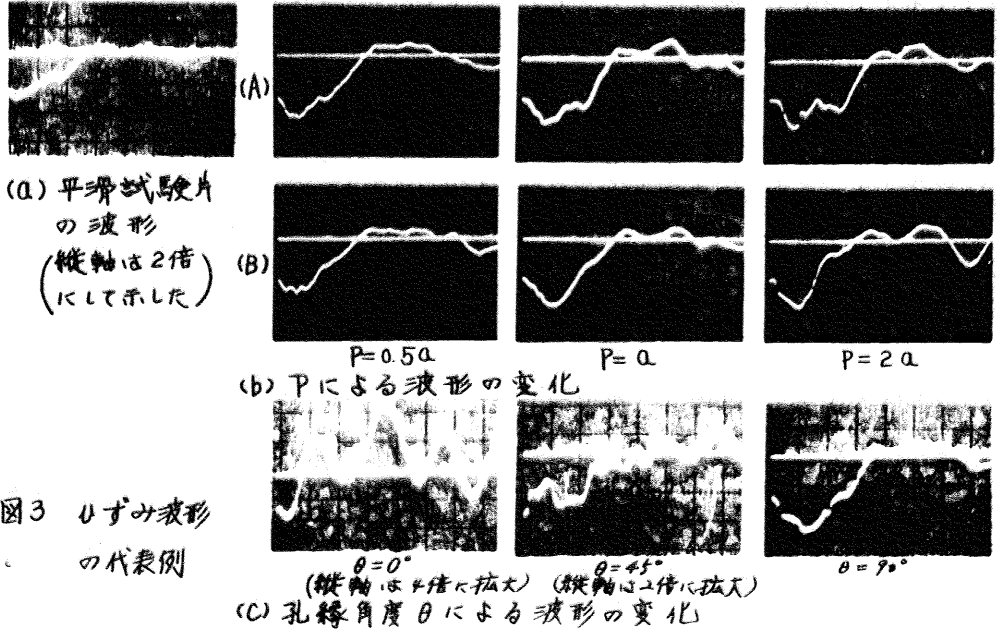 (A)
(a) 平滑試験片
の波形
(縦軸は2倍
にして示した)
(B)
P=0.5a
P=a
P=2a
(b) Pによる波形の変化
図3 ひずみ波形
の代表例
θ=0°
(縦軸は4倍に拡大)
θ=45°
(縦軸は2倍に拡大)
θ=90°
(c) 孔縁角度θによる波形の変化